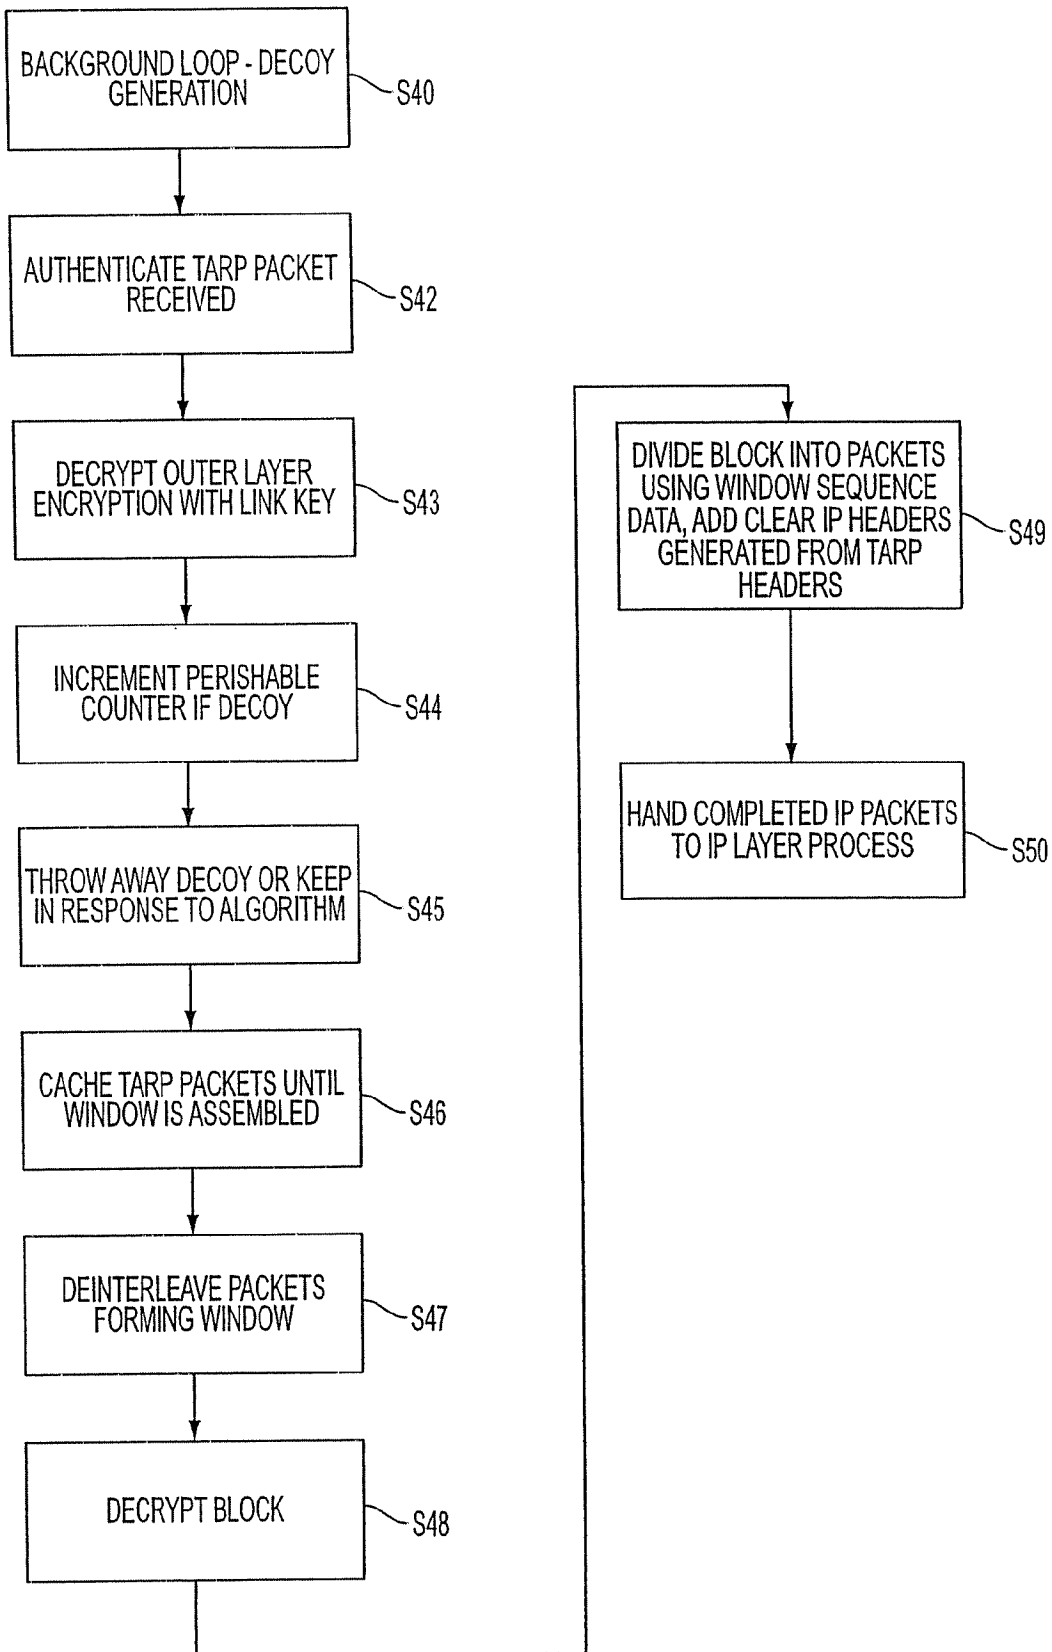 BACKGROUND LOOP - DECOY
GENERATION
S40
AUTHENTICATE TARP PACKET
RECEIVED
S42
DECRYPT OUTER LAYER
ENCRYPTION WITH LINK KEY
S43
INCREMENT PERISHABLE
COUNTER IF DECOY
S44
THROW AWAY DECOY OR KEEP
IN RESPONSE TO ALGORITHM
S45
CACHE TARP PACKETS UNTIL
WINDOW IS ASSEMBLED
S46
DEINTERLEAVE PACKETS
FORMING WINDOW
S47
DECRYPT BLOCK
S48
DIVIDE BLOCK INTO PACKETS
USING WINDOW SEQUENCE
DATA, ADD CLEAR IP HEADERS
GENERATED FROM TARP
HEADERS
S49
HAND COMPLETED IP PACKETS
TO IP LAYER PROCESS
S50